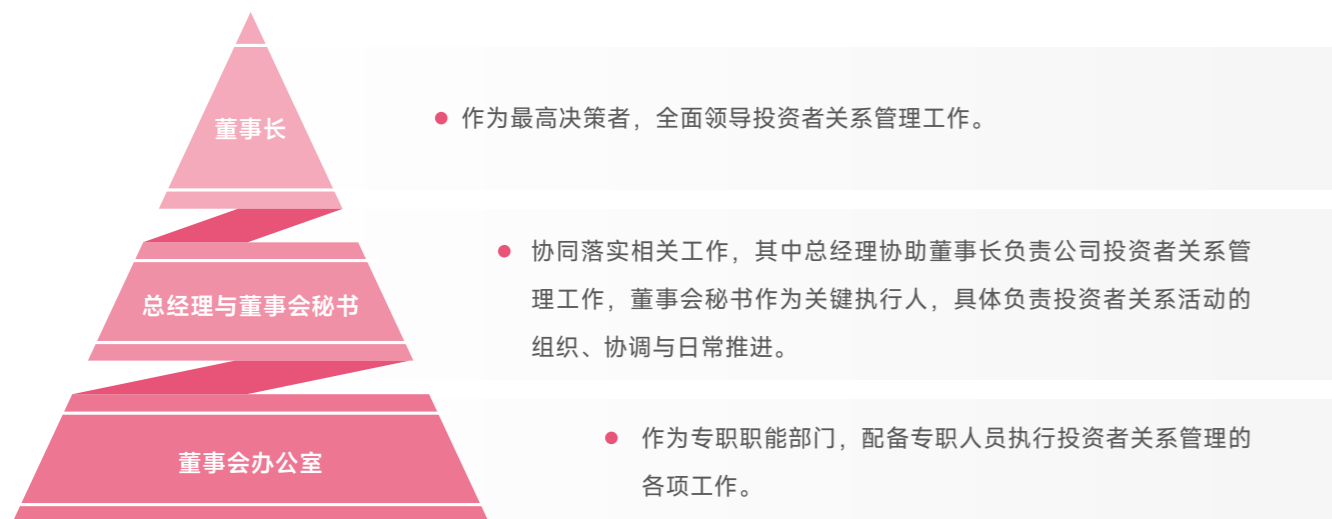 董事长
作为最高决策者，全面领导投资者关系管理工作。
总经理与董事会秘书
协同落实相关工作，其中总经理协助董事长负责公司投资者关系管
理工作，董事会秘书作为关键执行人，具体负责投资者关系活动的
组织、协调与日常推进。
董事会办公室
作为专职职能部门，配备专职人员执行投资者关系管理的
各项工作。